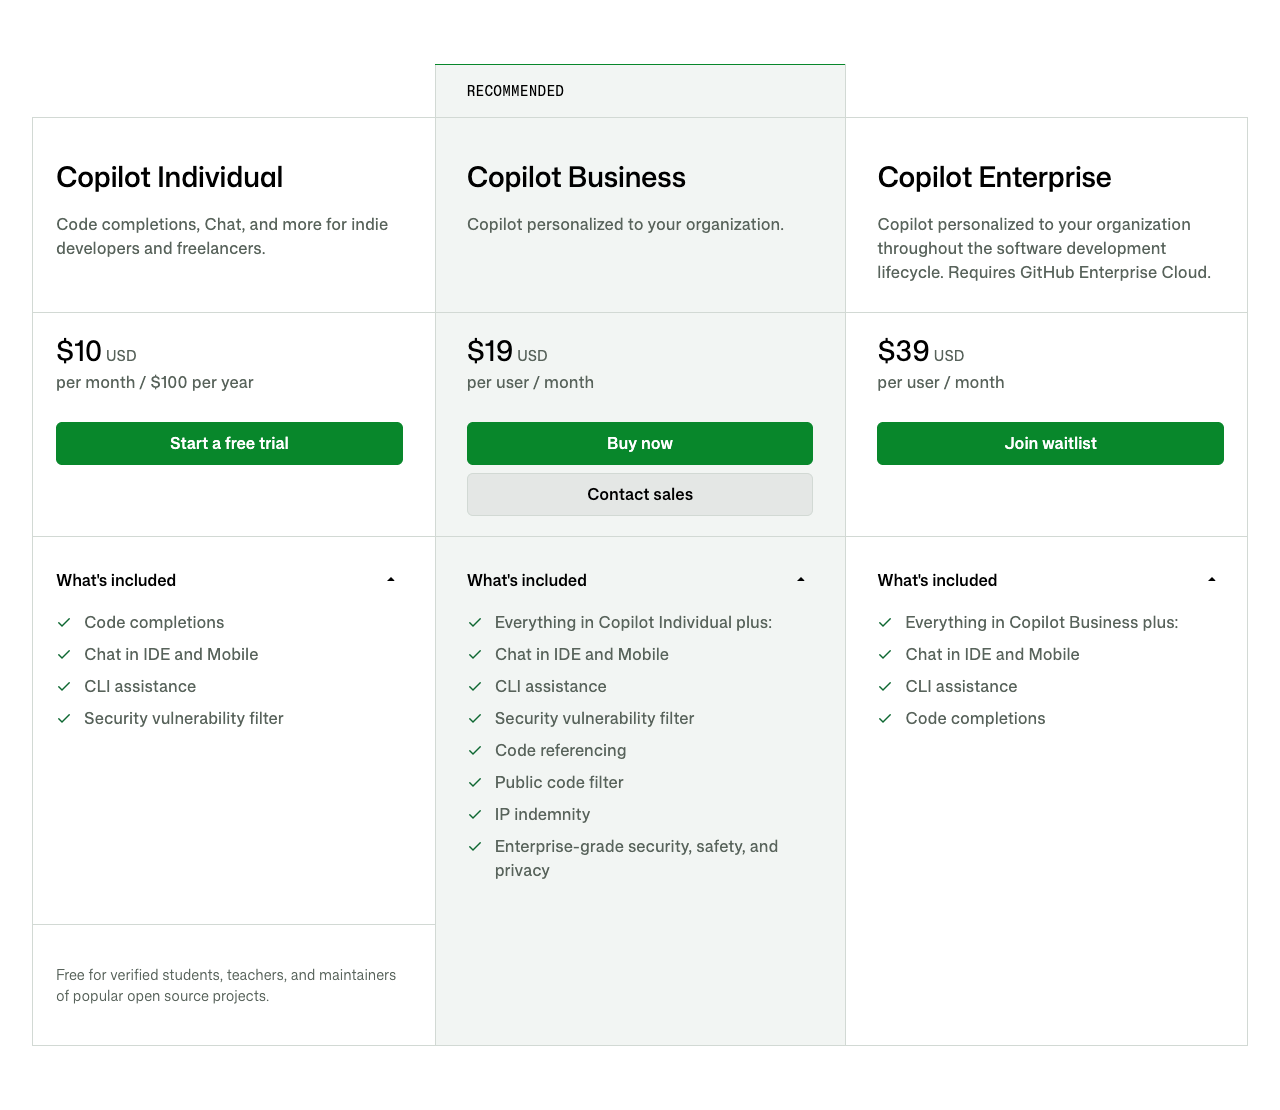 RECOMMENDED
Copilot Individual
Code completions, Chat, and more for indie
developers and freelancers.
$10 USD
per month / $100 per year
Start a free trial
What's included
Code completions
Chat in IDE and Mobile
CLI assistance
Security vulnerability filter
Free for verified students, teachers, and maintainers
of popular open source projects.
Copilot Business
Copilot personalized to your organization.
$19 USD
per user / month
Buy now
Contact sales
What's included
Everything in Copilot Individual plus:
Chat in IDE and Mobile
CLI assistance
Security vulnerability filter
Code referencing
Public code filter
IP indemnity
Enterprise-grade security, safety, and
privacy
Copilot Enterprise
Copilot personalized to your organization
throughout the software development
lifecycle. Requires GitHub Enterprise Cloud.
$39 USD
per user / month
Join waitlist
What's included
Everything in Copilot Business plus:
Chat in IDE and Mobile
CLI assistance
Code completions